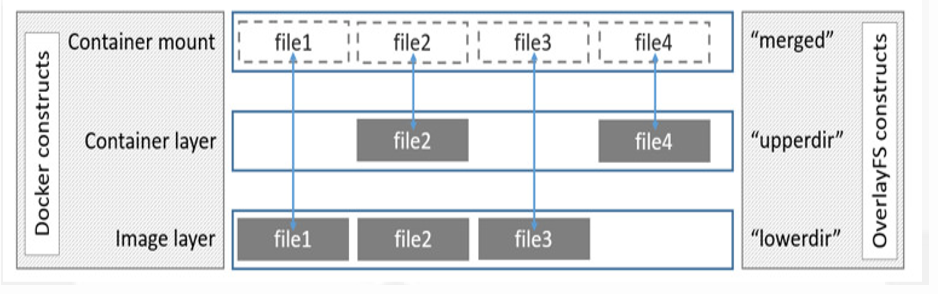 Docker constructs
Container mount
file1
file2
file3
file4
“merged”
Container layer
file2
file4
“upperdir”
Image layer
file1
file2
file3
“lowerdir”
OverlayFS constructs